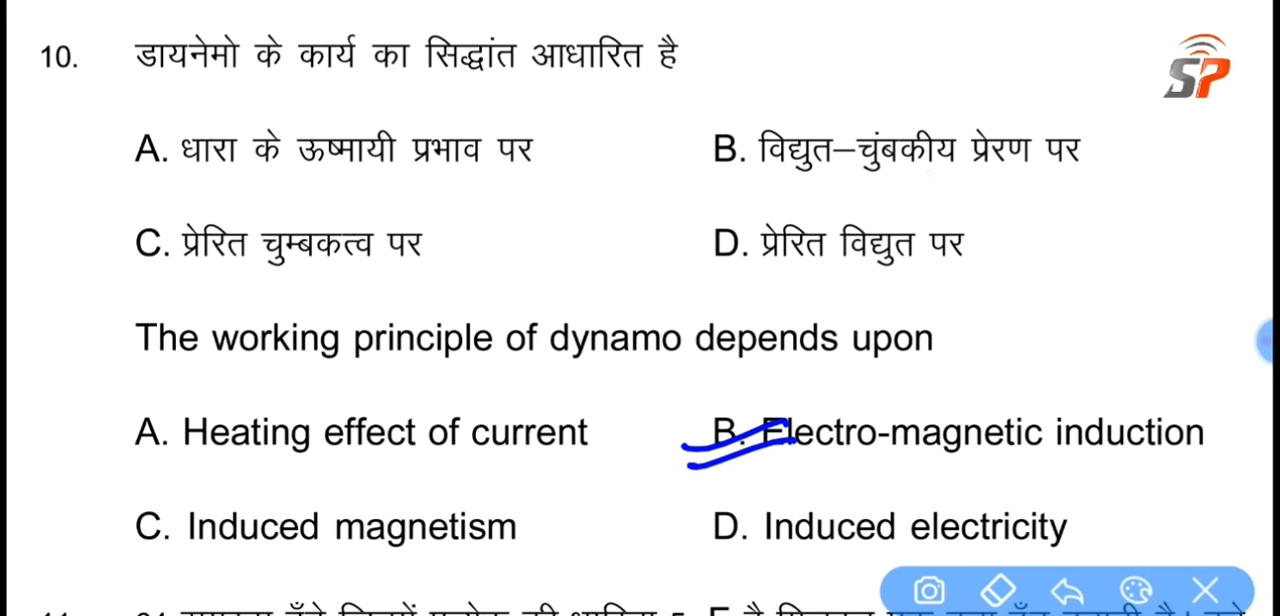 10. डायनेमो के कार्य का सिद्धांत आधारित है
SP
A. धारा के ऊष्मायी प्रभाव पर B. विद्युत–चुंबकीय प्रेरण पर
C. प्रेरित चुम्बकत्व पर D. प्रेरित विद्युत पर
The working principle of dynamo depends upon
A. Heating effect of current B. Electro-magnetic induction
C. Induced magnetism D. Induced electricity